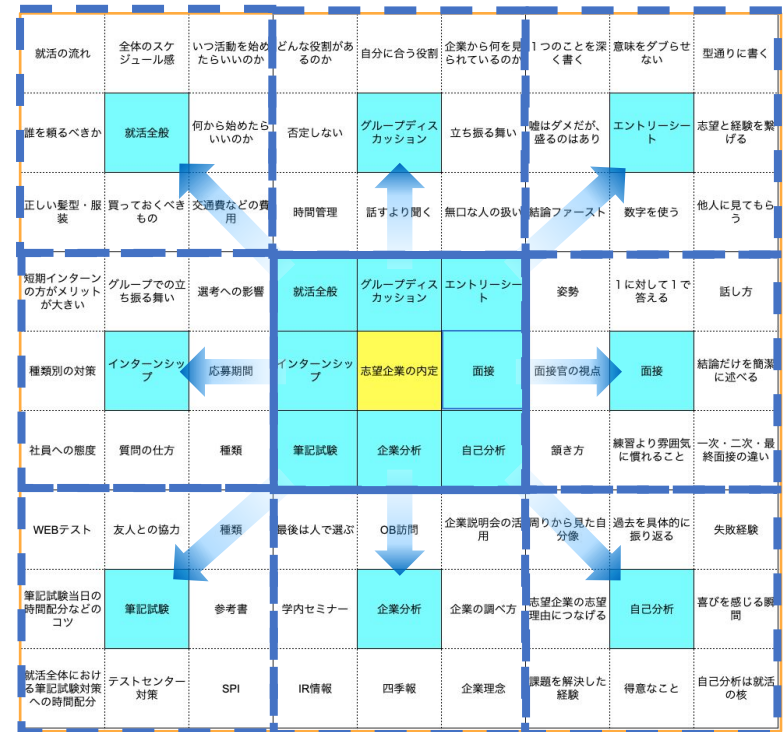 就活の流れ
全体のスケ
ジュール感
いつ活動を始め
たらいいのか
どんな役割があ
るのか
自分に合う役割
企業から何を見
られているのか
1つのことを深
く書く
意味をダブらせ
ない
型通りに書く
誰を頼るべきか
就活全般
何から始めたら
いいのか
否定しない
グループディス
カッション
立ち振る舞い
嘘はダメだが、
盛るのはあり
エントリーシー
ト
志望と経験を繋
げる
正しい髪型・服
装
買っておくべき
もの
交通費などの費
用
時間管理
話すより聞く
無口な人の扱い
結論ファースト
数字を使う
他人に見てもら
う
短期インターン
の方がメリット
が大きい
グループでの立
ち振る舞い
選考への影響
就活全般
グループディス
カッション
エントリーシー
ト
姿勢
1に対して1で
答える
話し方
種類別の対策
インターンシッ
プ
応募期間
インターンシッ
プ
志望企業の内定
面接
面接官の視点
面接
結論だけを簡潔
に述べる
社員への態度
質問の仕方
種類
筆記試験
企業分析
自己分析
頷き方
練習より雰囲気
に慣れること
一次・二次・最
終面接の違い
WEBテスト
友人との協力
種類
最後は人で選ぶ
OB訪問
企業説明会の活
用
周りから見た自
分像
過去を具体的に
振り返る
失敗経験
筆記試験当日の
時間配分などの
コツ
筆記試験
参考書
学内セミナー
企業分析
企業の調べ方
志望企業の志望
理由につなげる
自己分析
喜びを感じる瞬
間
就活全体におけ
る筆記試験対策
への時間配分
テストセンター
対策
SPI
IR情報
四季報
企業理念
課題を解決した
経験
得意なこと
自己分析は就活
の核